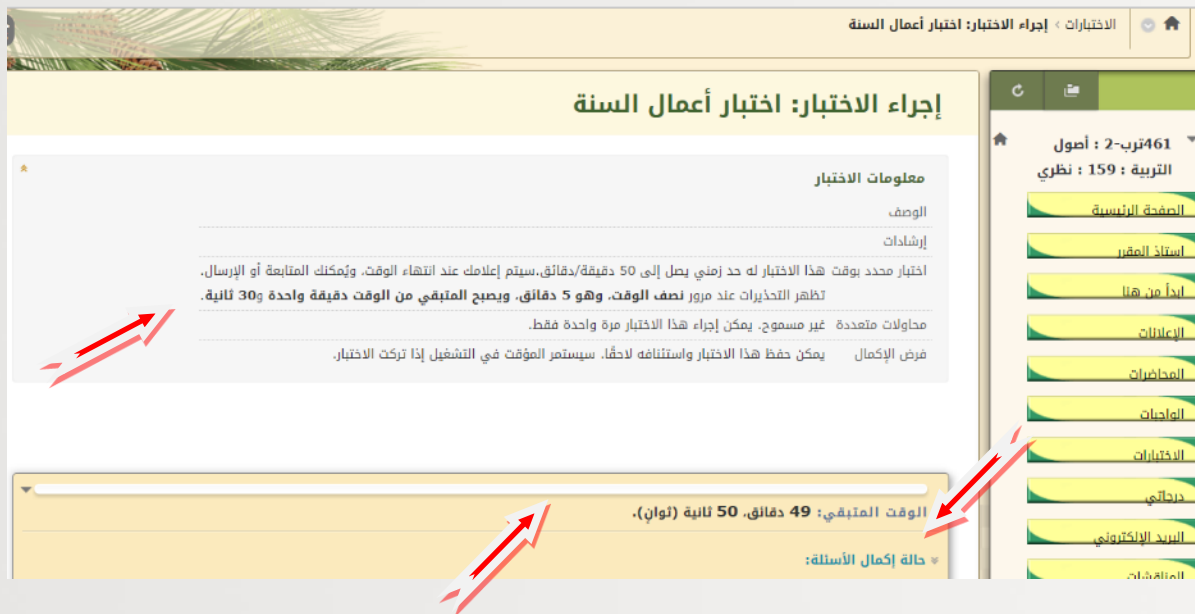 الاختبارات › إجراء الاختبار: اختبار أعمال السنة
461ترب-2 : أصول
التربية : 159 : نظري
الصفحة الرئيسية
استاذ المقرر
ابدأ من هنا
الإعلانات
المحاضرات
الواجبات
الاختبارات
درجاتي
البريد الإلكتروني
المناقشات
إجراء الاختبار: اختبار أعمال السنة
معلومات الاختبار
الوصف
إرشادات
اختبار محدد بوقت هذا الاختبار له حد زمني يصل إلى 50 دقيقة/دقائق.سيتم إعلامك عند انتهاء الوقت، ويُمكنك المتابعة أو الإرسال.
تظهر التحذيرات عند مرور نصف الوقت، وهو 5 دقائق، ويصبح المتبقي من الوقت دقيقة واحدة و30 ثانية.
محاولات متعددة غير مسموح. يمكن إجراء هذا الاختبار مرة واحدة فقط.
فرض الإكمال يمكن حفظ هذا الاختبار واستئنافه لاحقًا. سيستمر المؤقت في التشغيل إذا تركت الاختبار.
الوقت المتبقي: 49 دقائق، 50 ثانية (ثوانٍ).
حالة إكمال الأسئلة: